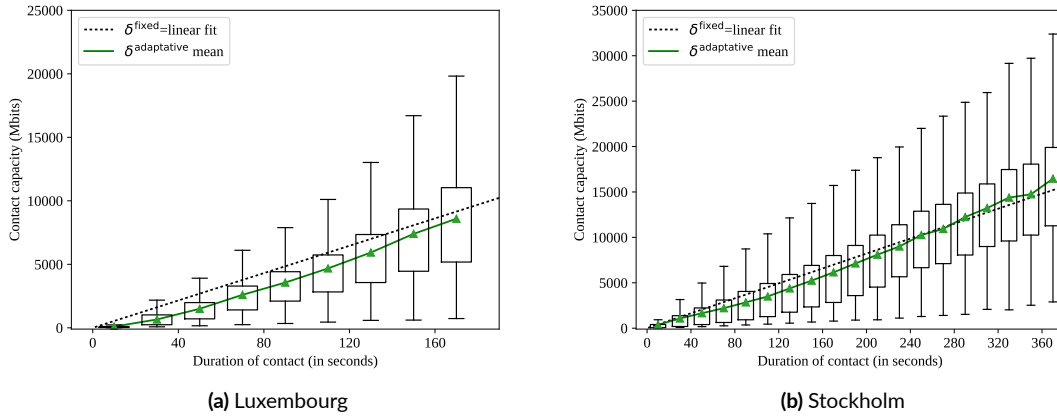 25000
20000
15000
10000
5000
0
Contact capacity (Mbits)
δfixed=linear fit
δadaptative mean
0 40 80 120 160
Duration of contact (in seconds)
(a) Luxembourg
35000
30000
25000
20000
15000
10000
5000
0
Contact capacity (Mbits)
δfixed=linear fit
δadaptative mean
0 40 80 120 160 200 240 280 320 360
Duration of contact (in seconds)
(b) Stockholm